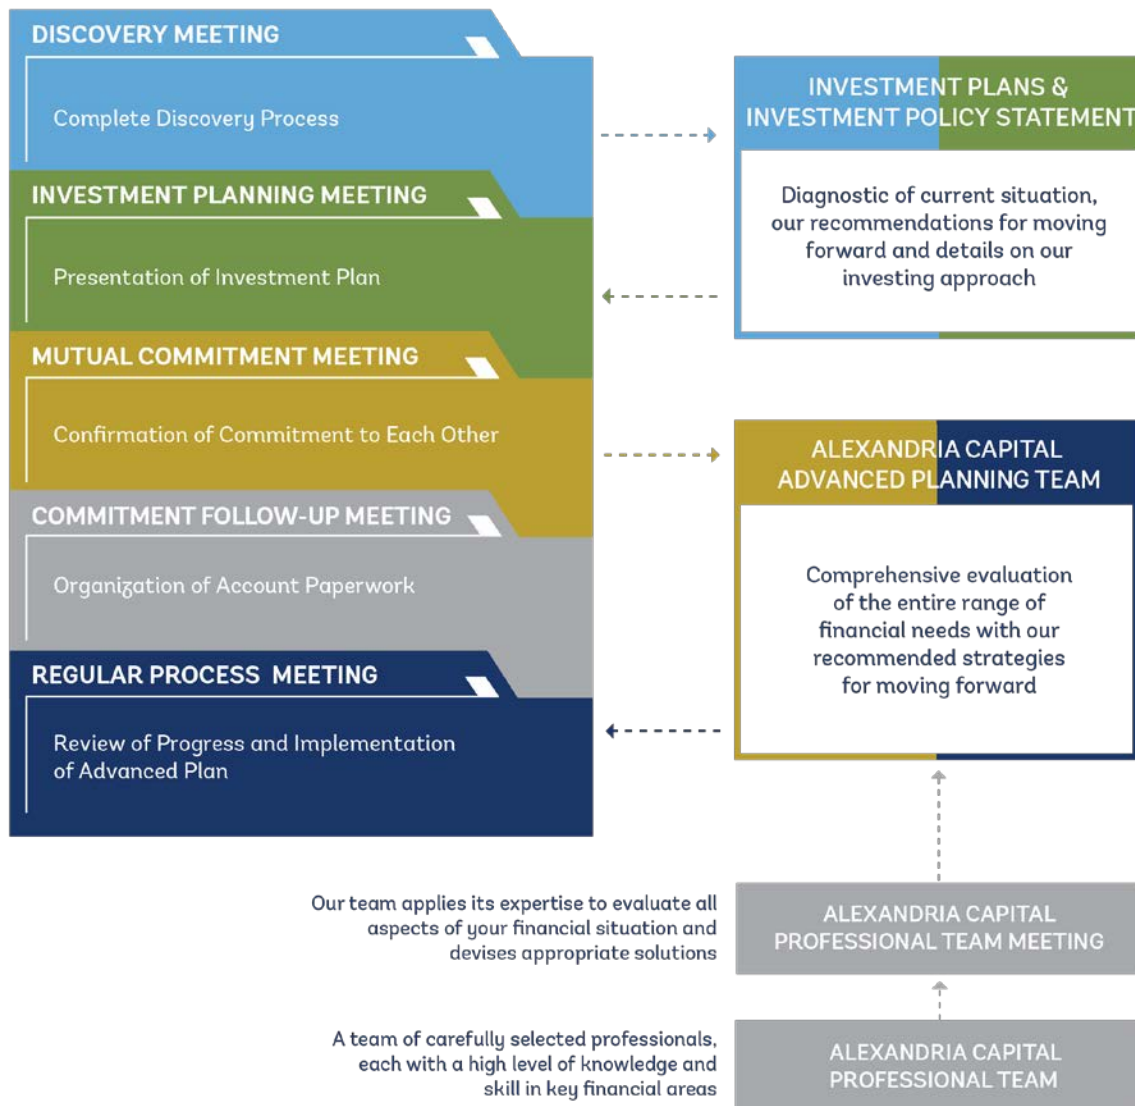 DISCOVERY MEETING
Complete Discovery Process
INVESTMENT PLANNING MEETING
Presentation of Investment Plan
MUTUAL COMMITMENT MEETING
Confirmation of Commitment to Each Other
COMMITMENT FOLLOW-UP MEETING
Organization of Account Paperwork
REGULAR PROCESS MEETING
Review of Progress and Implementation
of Advanced Plan
INVESTMENT PLANS &
INVESTMENT POLICY STATEMENT
Diagnostic of current situation,
our recommendations for moving
forward and details on our
investing approach
ALEXANDRIA CAPITAL
ADVANCED PLANNING TEAM
Comprehensive evaluation
of the entire range of
financial needs with our
recommended strategies
for moving forward
Our team applies its expertise to evaluate all
aspects of your financial situation and
devises appropriate solutions
ALEXANDRIA CAPITAL
PROFESSIONAL TEAM MEETING
A team of carefully selected professionals,
each with a high level of knowledge and
skill in key financial areas
ALEXANDRIA CAPITAL
PROFESSIONAL TEAM